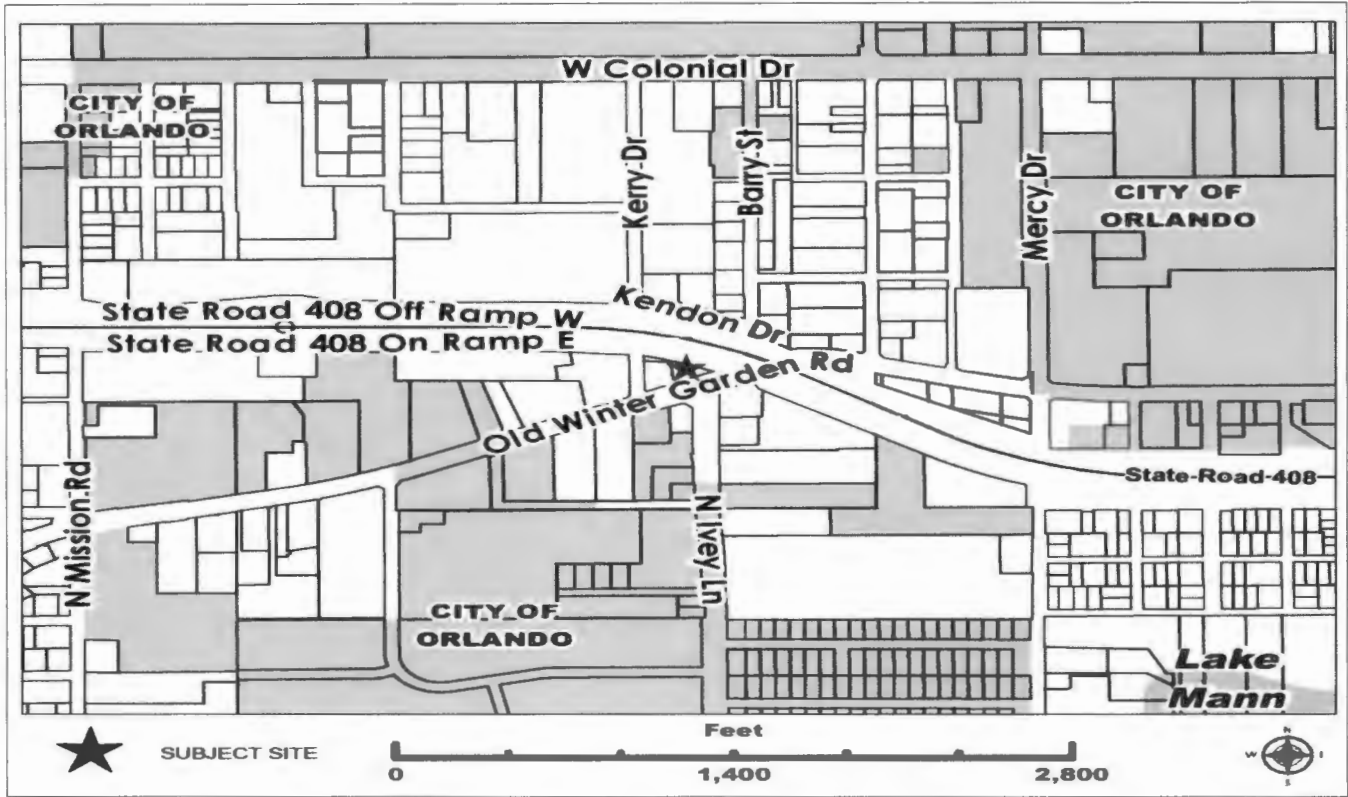 W Colonial Dr
CITY OF
ORLANDO
Kerry Dr
Barry St
Mercy Dr
CITY OF
ORLANDO
State Road 408 Off Ramp W
State Road 408 On Ramp E
Kendon Dr
Old Winter Garden Rd
State Road 408
N Mission Rd
N Ivey Ln
CITY OF
ORLANDO
Lake
Mann
SUBJECT SITE
Feet
0 1,400 2,800
N
W
S